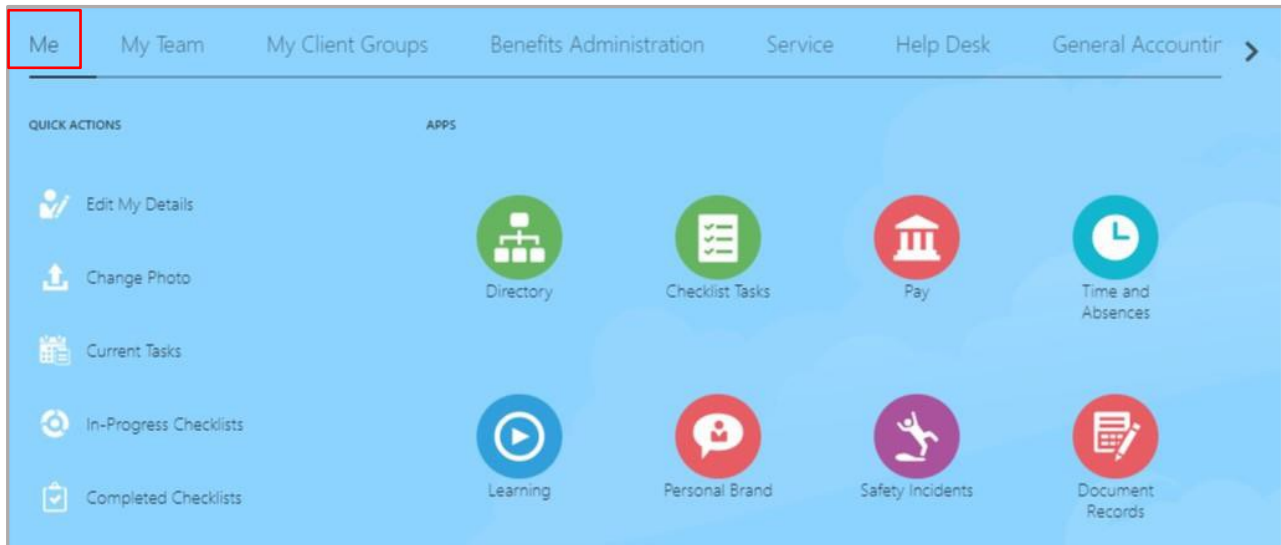 Me My Team My Client Groups Benefits Administration Service Help Desk General Accountin
QUICK ACTIONS APPS
Edit My Details
Change Photo
Current Tasks
In-Progress Checklists
Completed Checklists
Directory Checklist Tasks Pay Time and
Absences
Learning Personal Brand Safety Incidents Document
Records